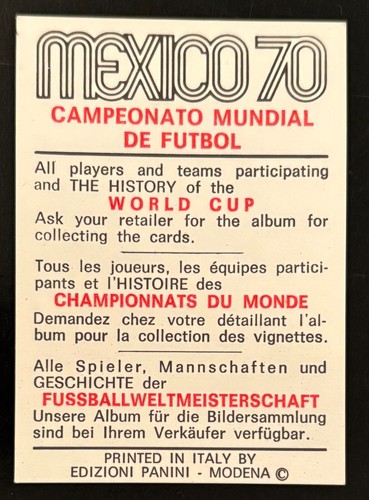 MEXICO 70
CAMPEONATO MUNDIAL
DE FUTBOL
All players and teams participating
and THE HISTORY of the
WORLD CUP
Ask your retailer for the album for
collecting the cards.
Tous les joueurs, les équipes partici-
pants et l'HISTOIRE des
CHAMPIONNATS DU MONDE
Demandez chez votre détaillant l'al-
bum pour la collection des vignettes.
Alle Spieler, Mannschaften und
GESCHICHTE der
FUSSBALLWELTMEISTERSCHAFT
Unsere Album für die Bildersammlung
sind bei Ihrem Verkäufer verfügbar.
PRINTED IN ITALY BY
EDIZIONI PANINI - MODENA ©